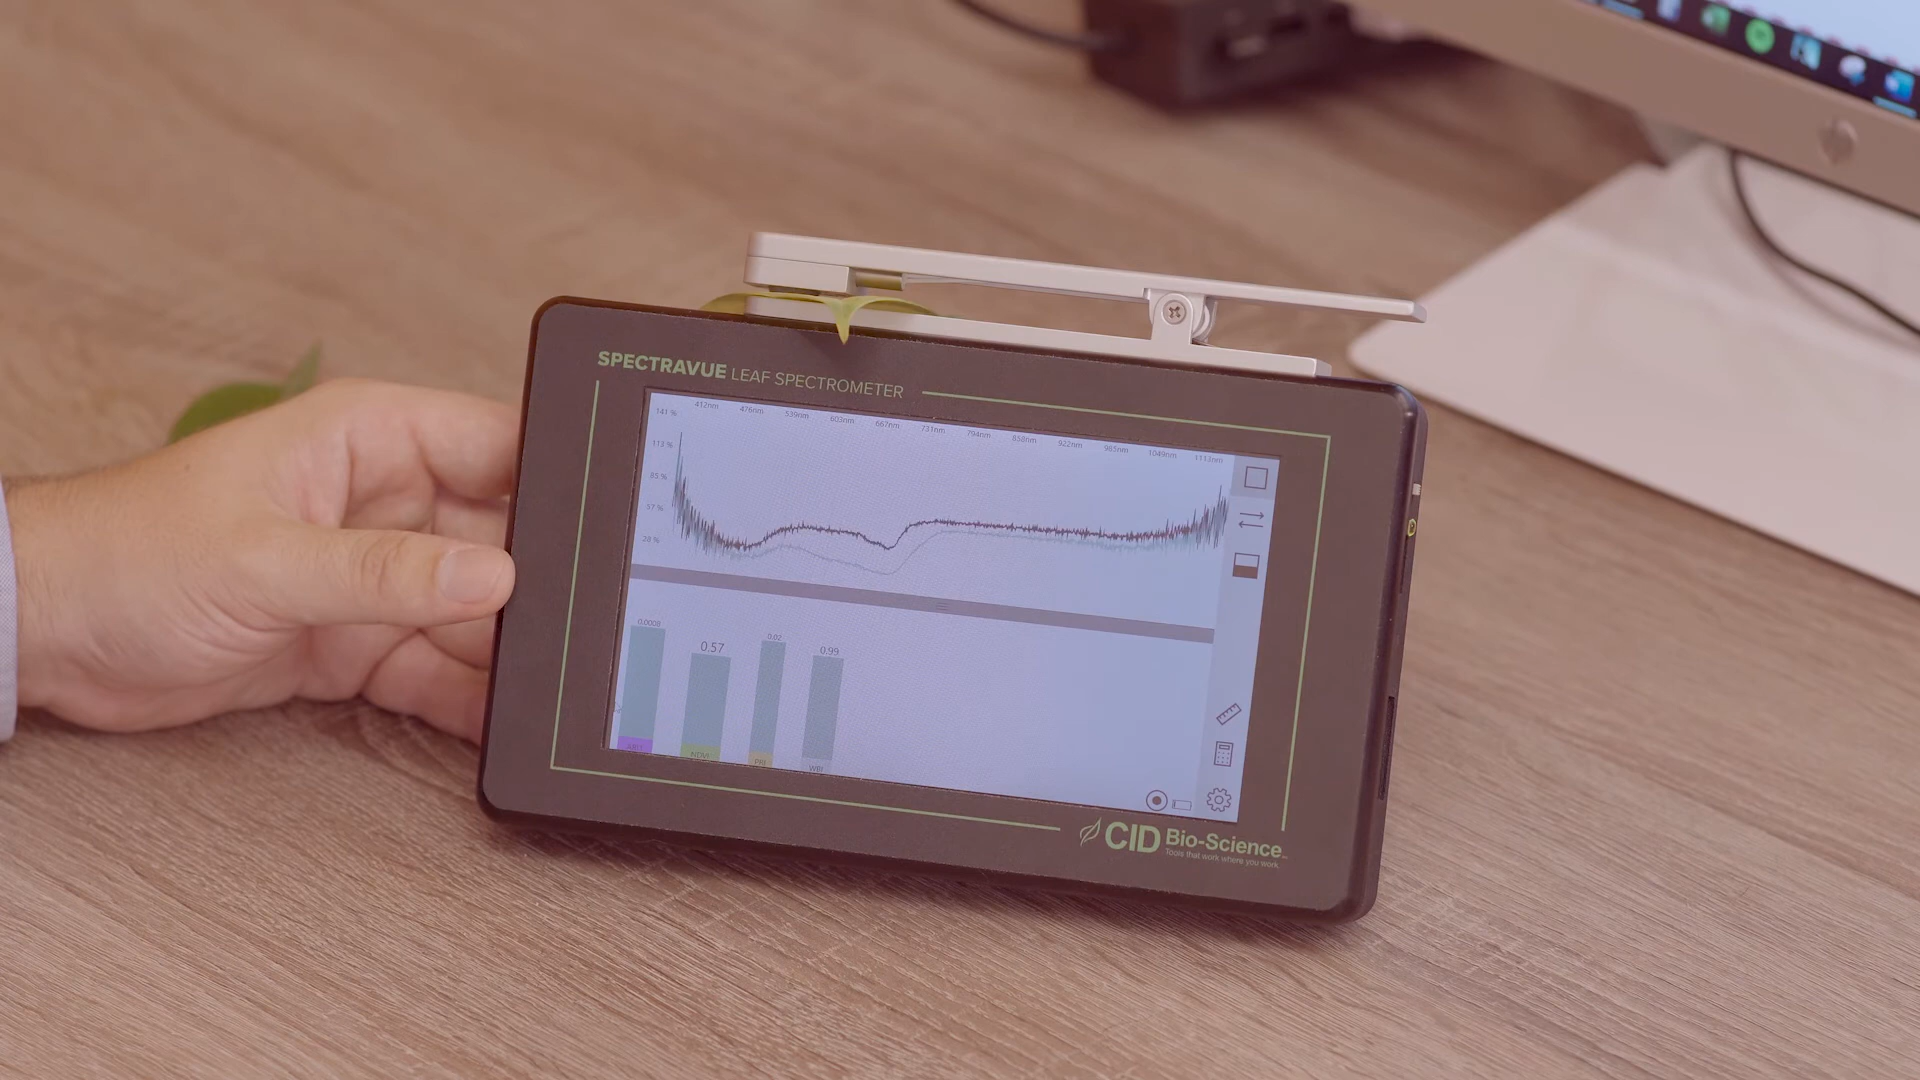 SPECTRAVUE LEAF SPECTROMETER
412nm 476nm 539nm 603nm 667nm 731nm 794nm 858nm 922nm 985nm 1049nm 1113nm
141 %
113 %
85 %
57 %
28 %
0.0008 0.57 0.02 0.99
NDVI PRI WBI
CID Bio-Science
Tools that work where you work.